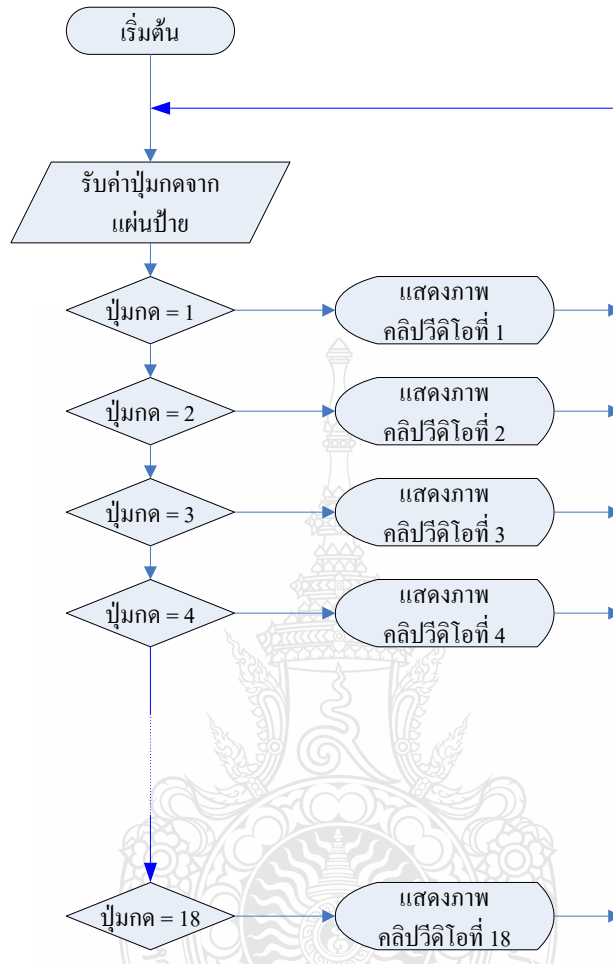 เริ่มต้น
รับค่าปุ่มกดจาก
แผ่นป้าย
ปุ่มกด = 1
แสดงภาพ
คลิปวีดิโอที่ 1
ปุ่มกด = 2
แสดงภาพ
คลิปวีดิโอที่ 2
ปุ่มกด = 3
แสดงภาพ
คลิปวีดิโอที่ 3
ปุ่มกด = 4
แสดงภาพ
คลิปวีดิโอที่ 4
ปุ่มกด = 18
แสดงภาพ
คลิปวีดิโอที่ 18